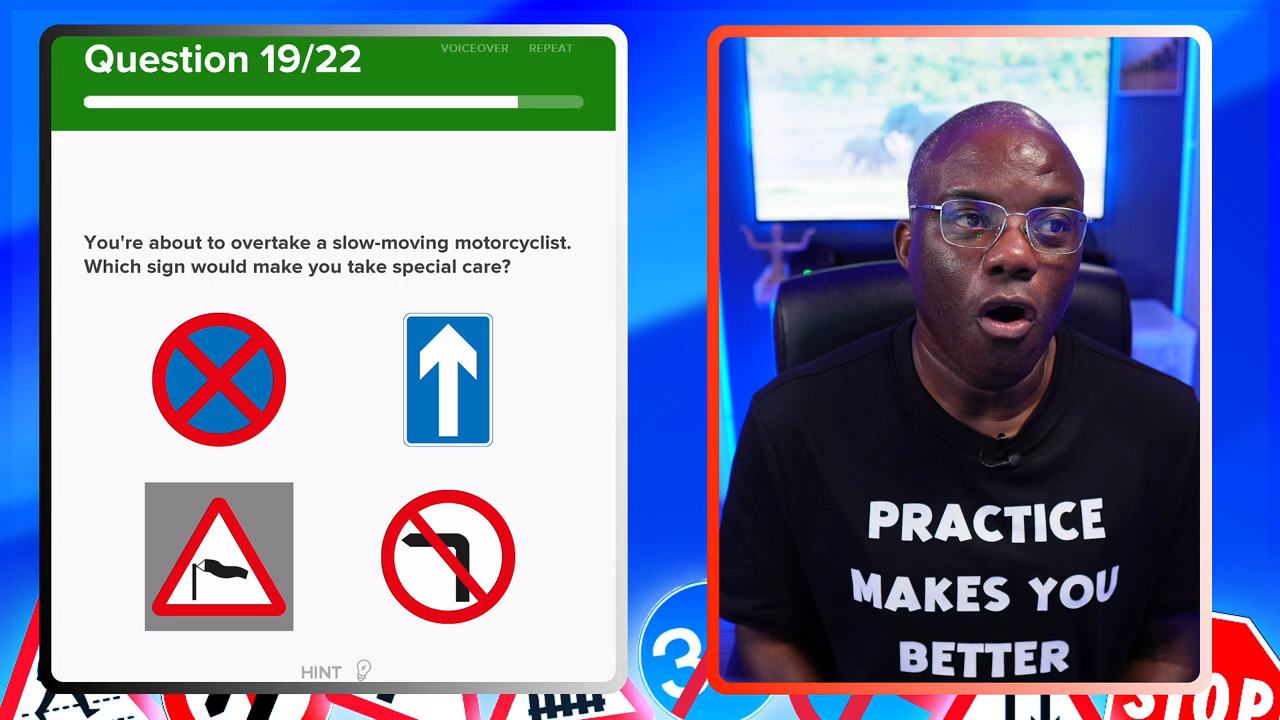 Question 19/22
VOICEOVER REPEAT
You're about to overtake a slow-moving motorcyclist.
Which sign would make you take special care?
HINT
PRACTICE
MAKES YOU
BETTER
3
STOP